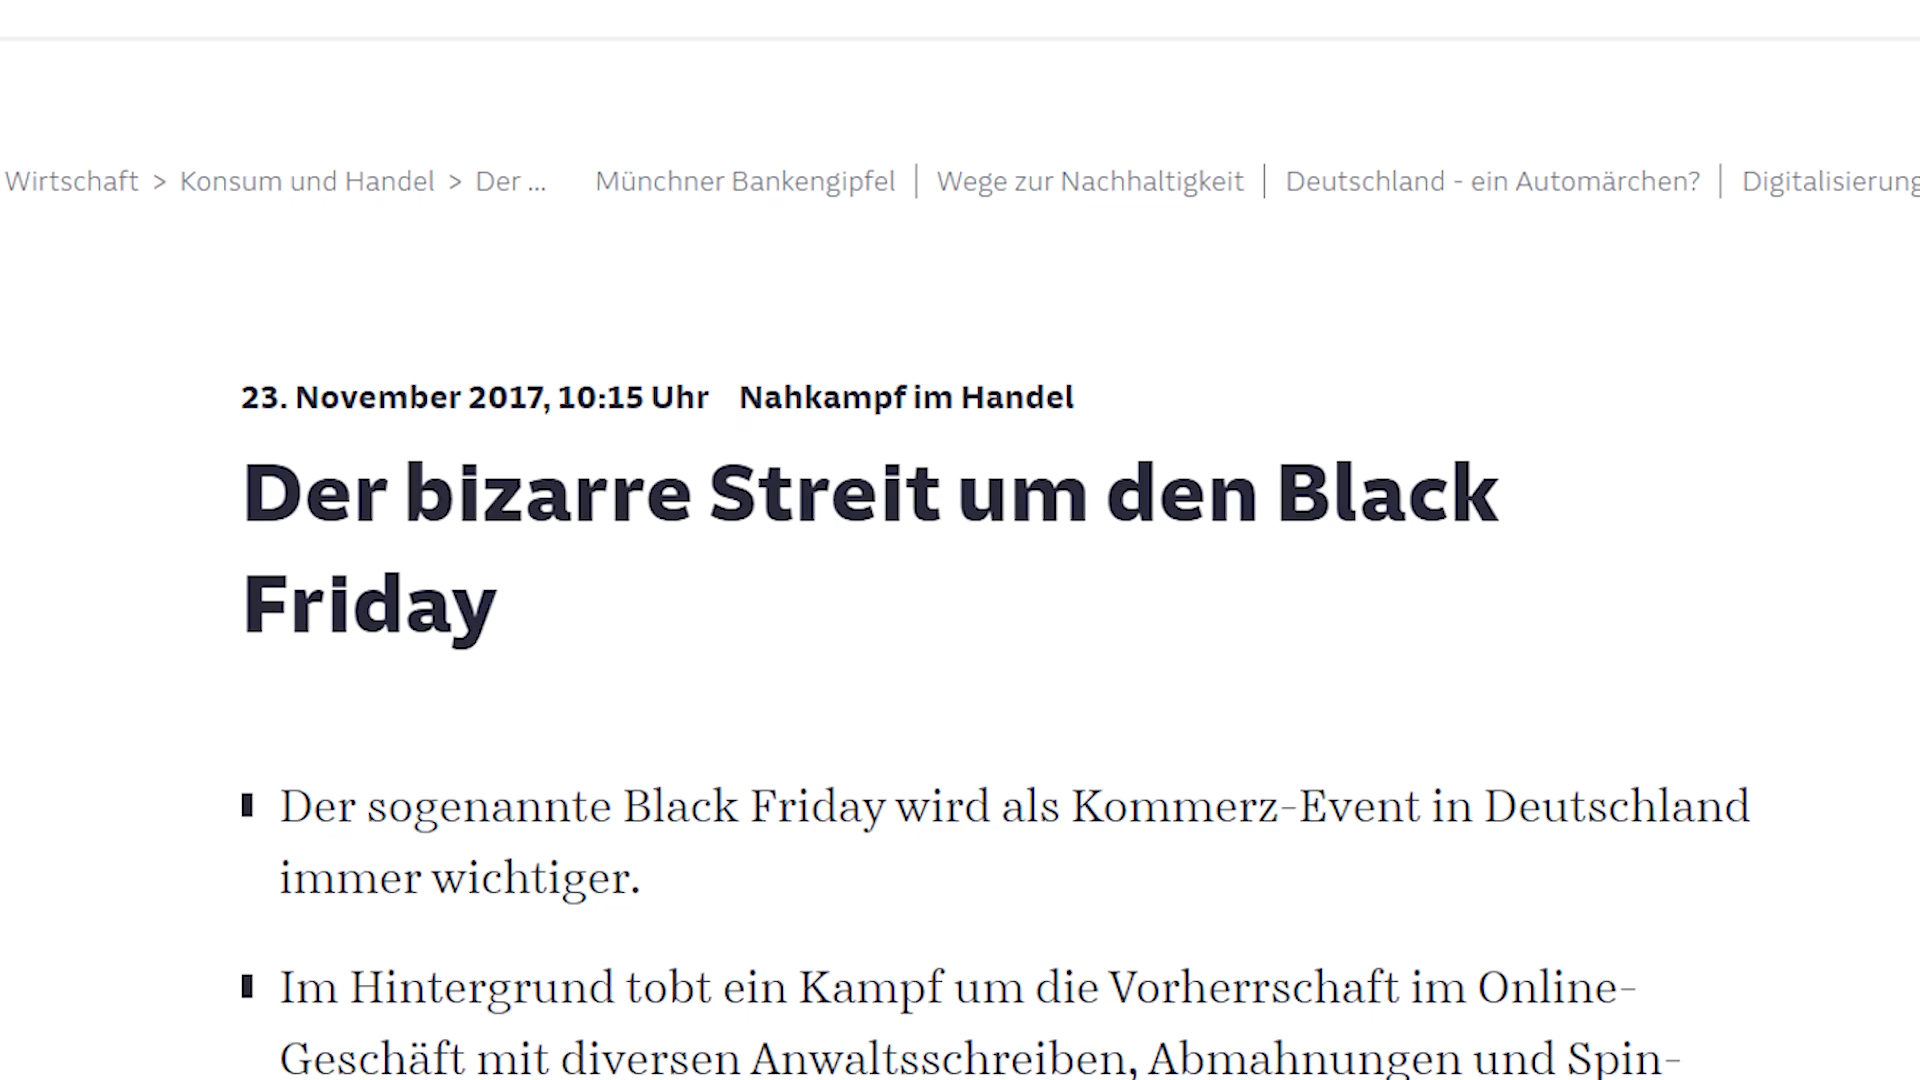 Wirtschaft > Konsum und Handel > Der ... Münchner Bankengipfel | Wege zur Nachhaltigkeit | Deutschland - ein Automärchen? | Digitalisierung
23. November 2017, 10:15 Uhr Nahkampf im Handel
Der bizarre Streit um den Black
Friday
Der sogenannte Black Friday wird als Kommerz-Event in Deutschland
immer wichtiger.
Im Hintergrund tobt ein Kampf um die Vorherrschaft im Online-
Geschäft mit diversen Anwaltsschreiben, Abmahnungen und Spin-